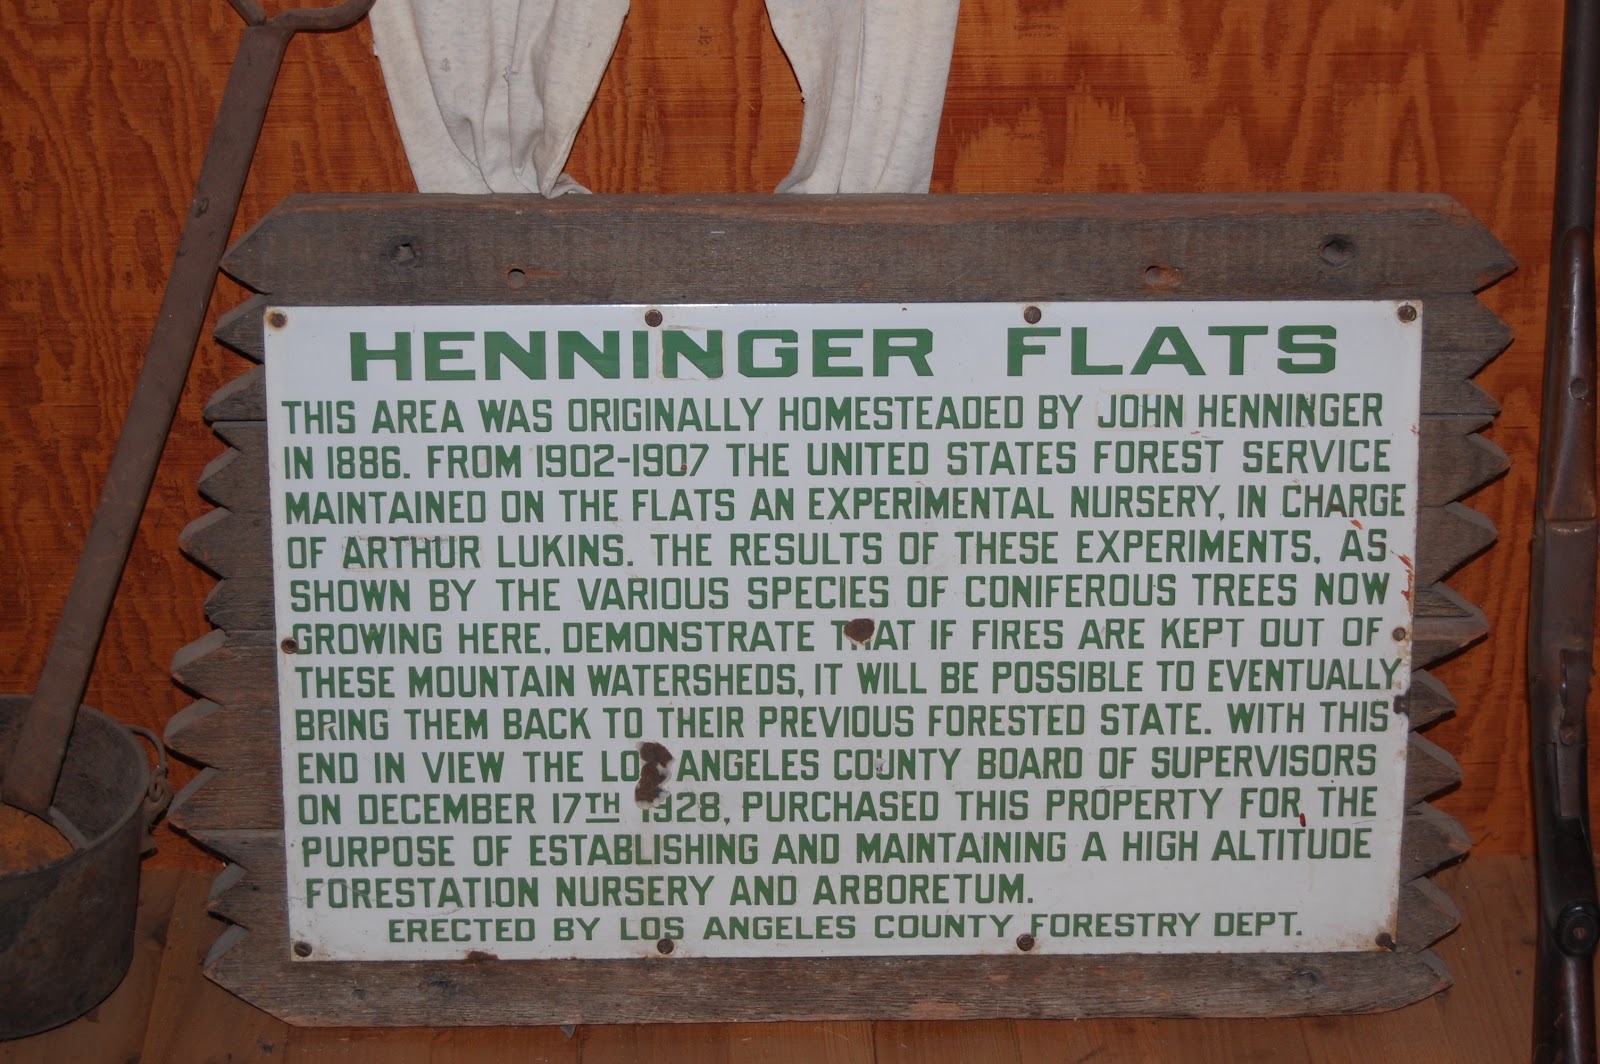 HENNINGER FLATS
THIS AREA WAS ORIGINALLY HOMESTEADED BY JOHN HENNINGER
IN 1886. FROM 1902-1907 THE UNITED STATES FOREST SERVICE
MAINTAINED ON THE FLATS AN EXPERIMENTAL NURSERY, IN CHARGE
OF ARTHUR LUKINS. THE RESULTS OF THESE EXPERIMENTS, AS
SHOWN BY THE VARIOUS SPECIES OF CONIFEROUS TREES NOW
GROWING HERE, DEMONSTRATE THAT IF FIRES ARE KEPT OUT OF
THESE MOUNTAIN WATERSHEDS, IT WILL BE POSSIBLE TO EVENTUALLY
BRING THEM BACK TO THEIR PREVIOUS FORESTED STATE. WITH THIS
END IN VIEW THE LOS ANGELES COUNTY BOARD OF SUPERVISORS
ON DECEMBER 17TH 1928, PURCHASED THIS PROPERTY FOR THE
PURPOSE OF ESTABLISHING AND MAINTAINING A HIGH ALTITUDE
FORESTATION NURSERY AND ARBORETUM.
ERECTED BY LOS ANGELES COUNTY FORESTRY DEPT.